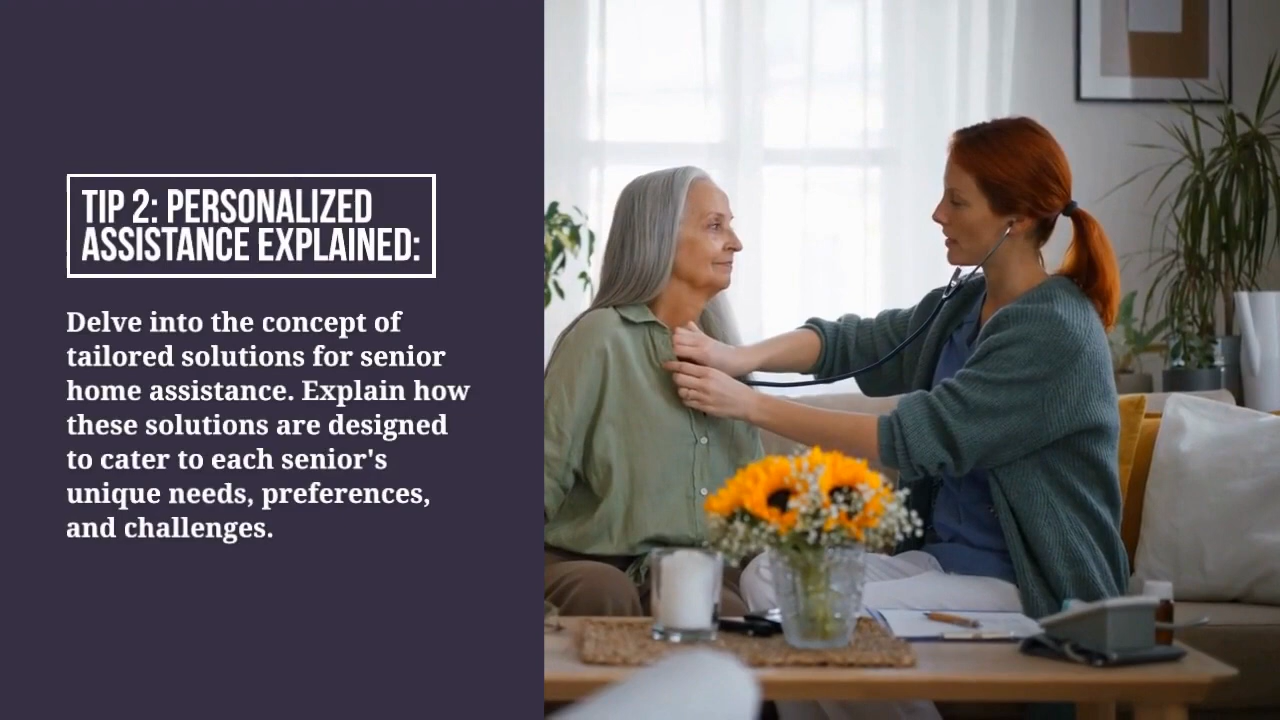 TIP 2: PERSONALIZED
ASSISTANCE EXPLAINED:
Delve into the concept of
tailored solutions for senior
home assistance. Explain how
these solutions are designed
to cater to each senior's
unique needs, preferences,
and challenges.